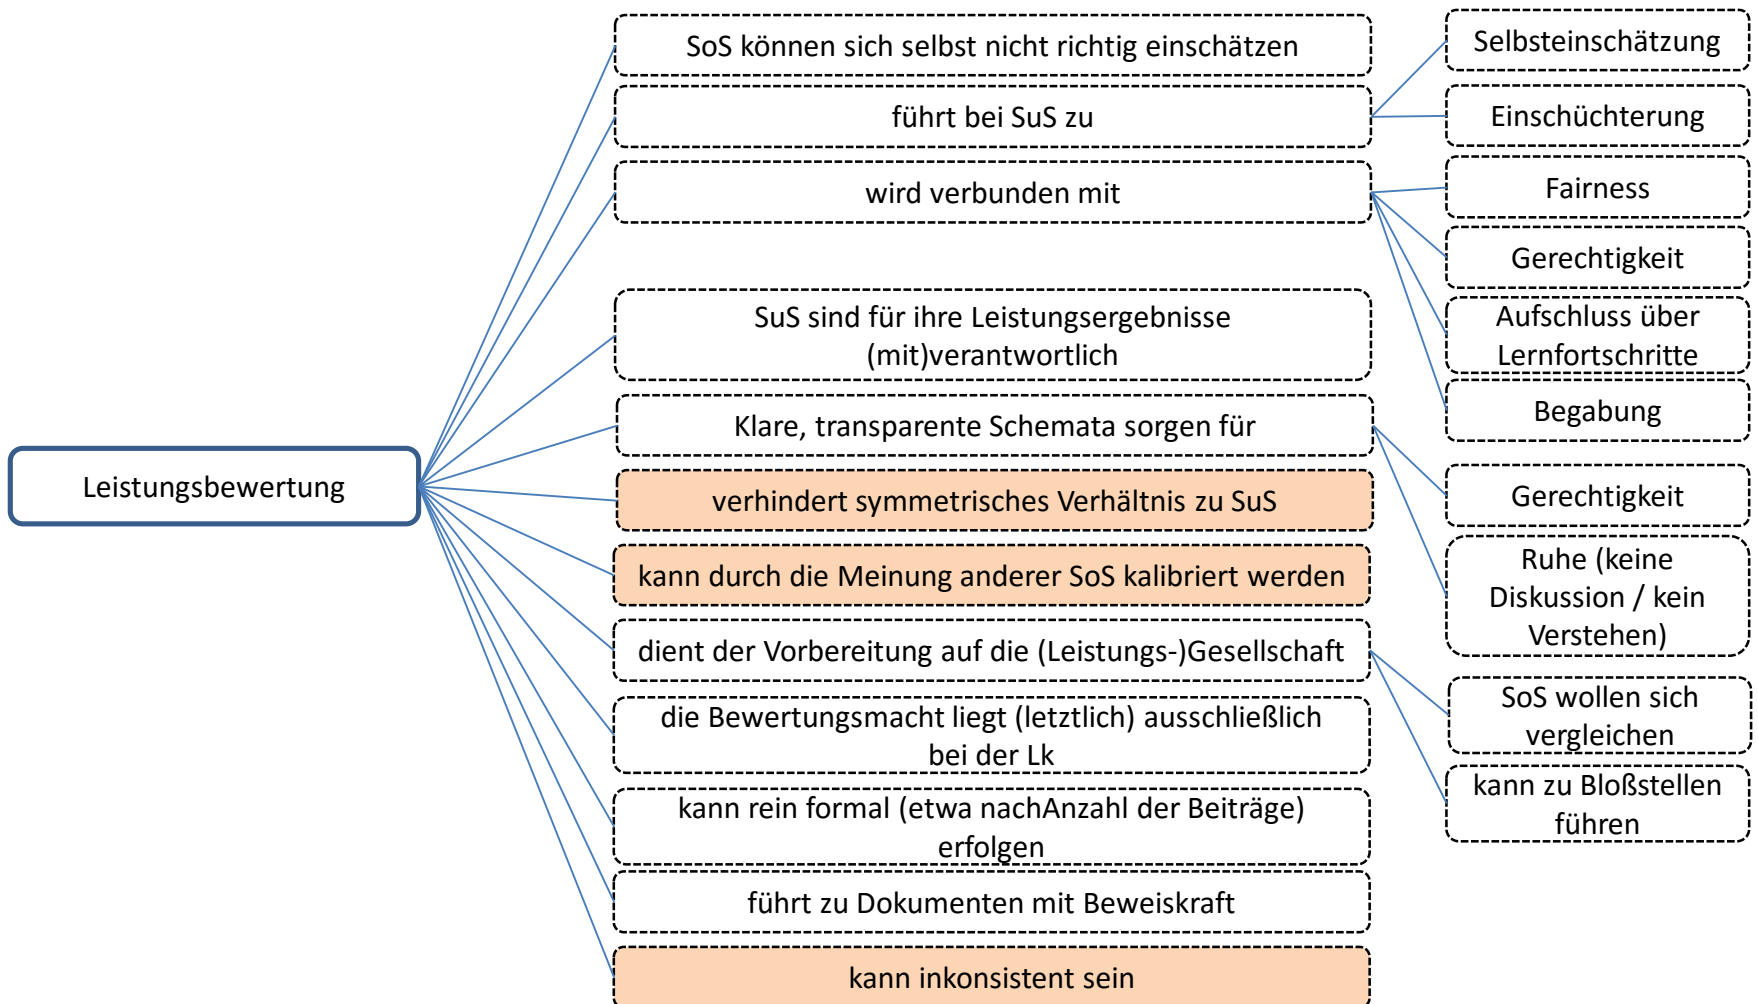 Leistungsbewertung
SoS können sich selbst nicht richtig einschätzen
führt bei SuS zu
Selbsteinschätzung
Einschüchterung
wird verbunden mit
Fairness
Gerechtigkeit
Aufschluss über
Lernfortschritte
Begabung
SuS sind für ihre Leistungsergebnisse
(mit)verantwortlich
Klare, transparente Schemata sorgen für
Gerechtigkeit
Ruhe (keine
Diskussion / kein
Verstehen)
verhindert symmetrisches Verhältnis zu SuS
kann durch die Meinung anderer SoS kalibriert werden
dient der Vorbereitung auf die (Leistungs-)Gesellschaft
SoS wollen sich
vergleichen
kann zu Bloßstellen
führen
die Bewertungsmacht liegt (letztlich) ausschließlich
bei der Lk
kann rein formal (etwa nachAnzahl der Beiträge)
erfolgen
führt zu Dokumenten mit Beweiskraft
kann inkonsistent sein